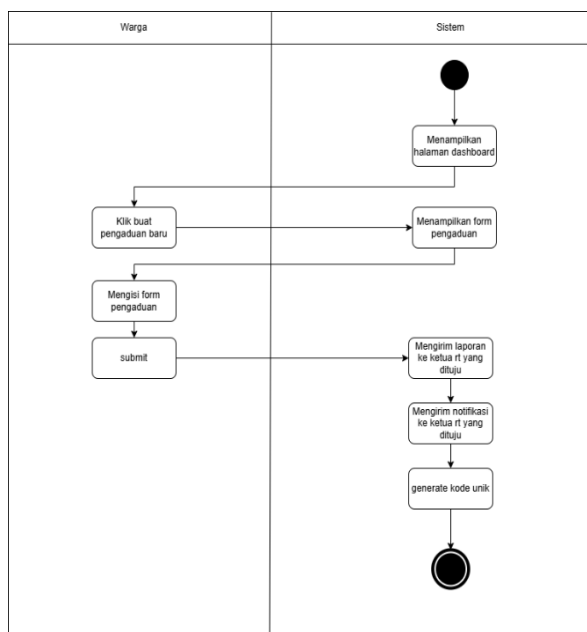 Warga
Sistem
Menampilkan
halaman dashboard
Klik buat
pengaduan baru
Menampilkan form
pengaduan
Mengisi form
pengaduan
submit
Mengirim laporan
ke ketua rt yang
dituju
Mengirim notifikasi
ke ketua rt yang
dituju
generate kode unik